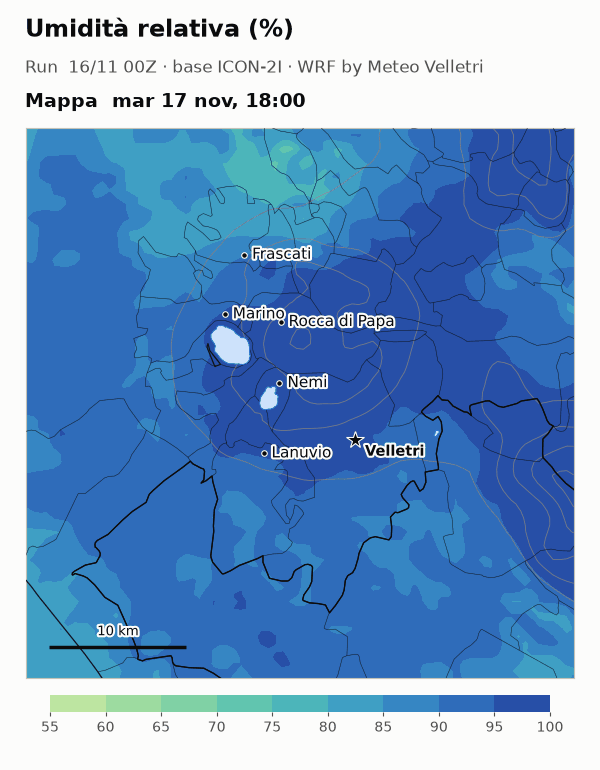 Umidità relativa (%)
Run  16/11 00Z · base ICON-2I · WRF by Meteo Velletri
Mappa  mar 17 nov, 18:00
Frascati
Marino
Rocca di Papa
Nemi
Velletri
Lanuvio
10 km
55 60 65 70 75 80 85 90 95 100